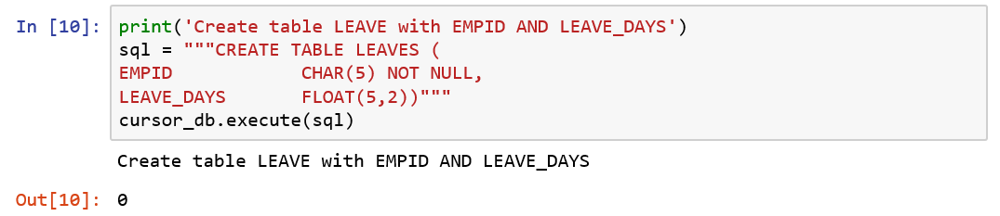 In [10]: print('Create table LEAVE with EMPID AND LEAVE_DAYS')
sql = """CREATE TABLE LEAVES (
EMPID            CHAR(5) NOT NULL,
LEAVE_DAYS       FLOAT(5,2))"""
cursor_db.execute(sql)
Create table LEAVE with EMPID AND LEAVE_DAYS
Out[10]: 0